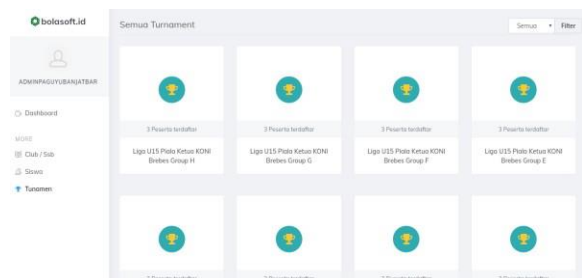 bolasoft.id
Semua Turnament
Semua
Filter
ADMINPAGUYUBANJATBAR
Dashboard
MORE
Club / Ssb
Siswa
Turnamen
3 Peserta terdaftar
3 Peserta terdaftar
3 Peserta terdaftar
3 Peserta terdaftar
Liga U15 Piala Ketua KONI
Brebes Group H
Liga U15 Piala Ketua KONI
Brebes Group G
Liga U15 Piala Ketua KONI
Brebes Group F
Liga U15 Piala Ketua KONI
Brebes Group E